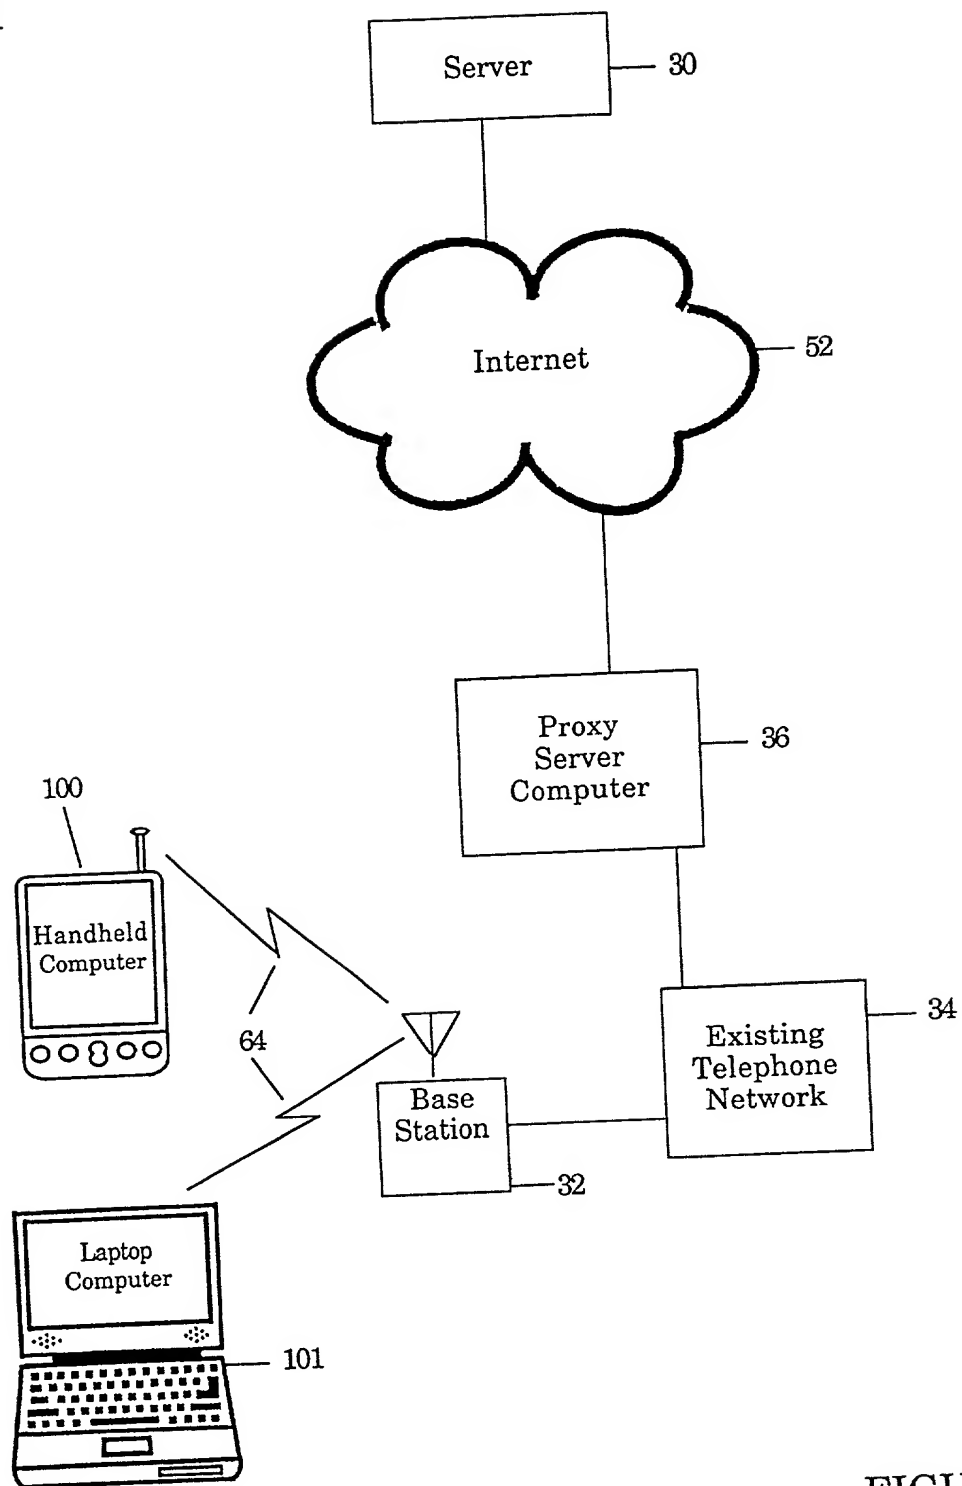 Server
30
Internet
52
Proxy
Server
Computer
36
100
Handheld
Computer
64
Existing
Telephone
Network
34
Base
Station
32
Laptop
Computer
101